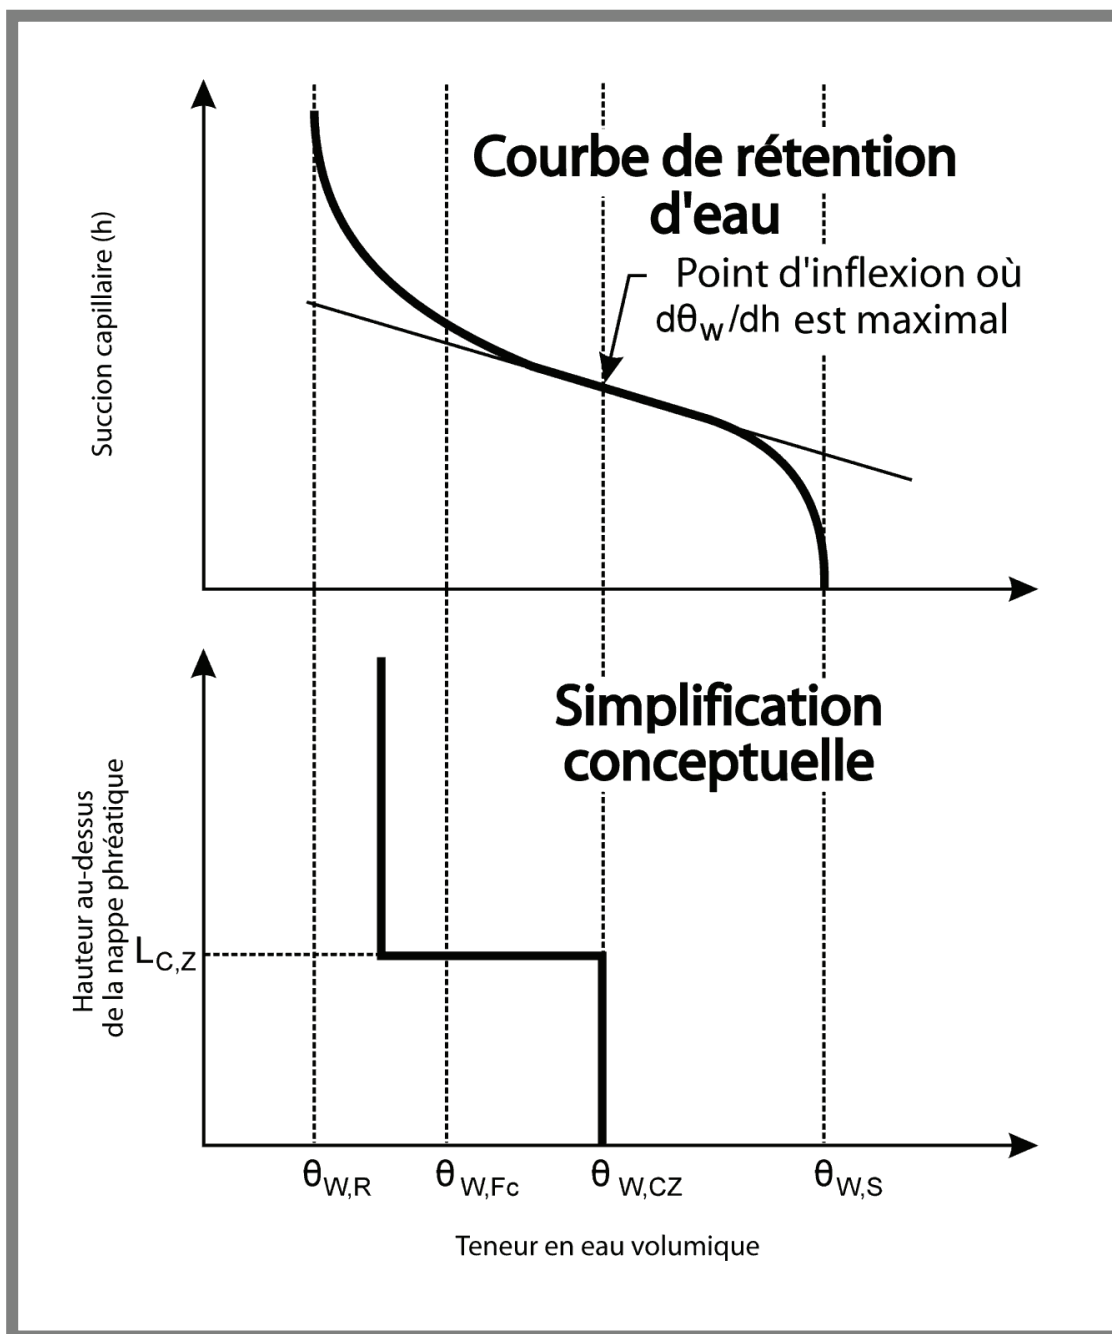 Courbe de rétention
d'eau
Point d'inflexion où
dθw/dh est maximal
Succion capillaire (h)
Simplification
conceptuelle
Hauteur au-dessus
de la nappe phréatique
LC,Z
θW,R
θW,Fc
θW,CZ
θW,S
Teneur en eau volumique